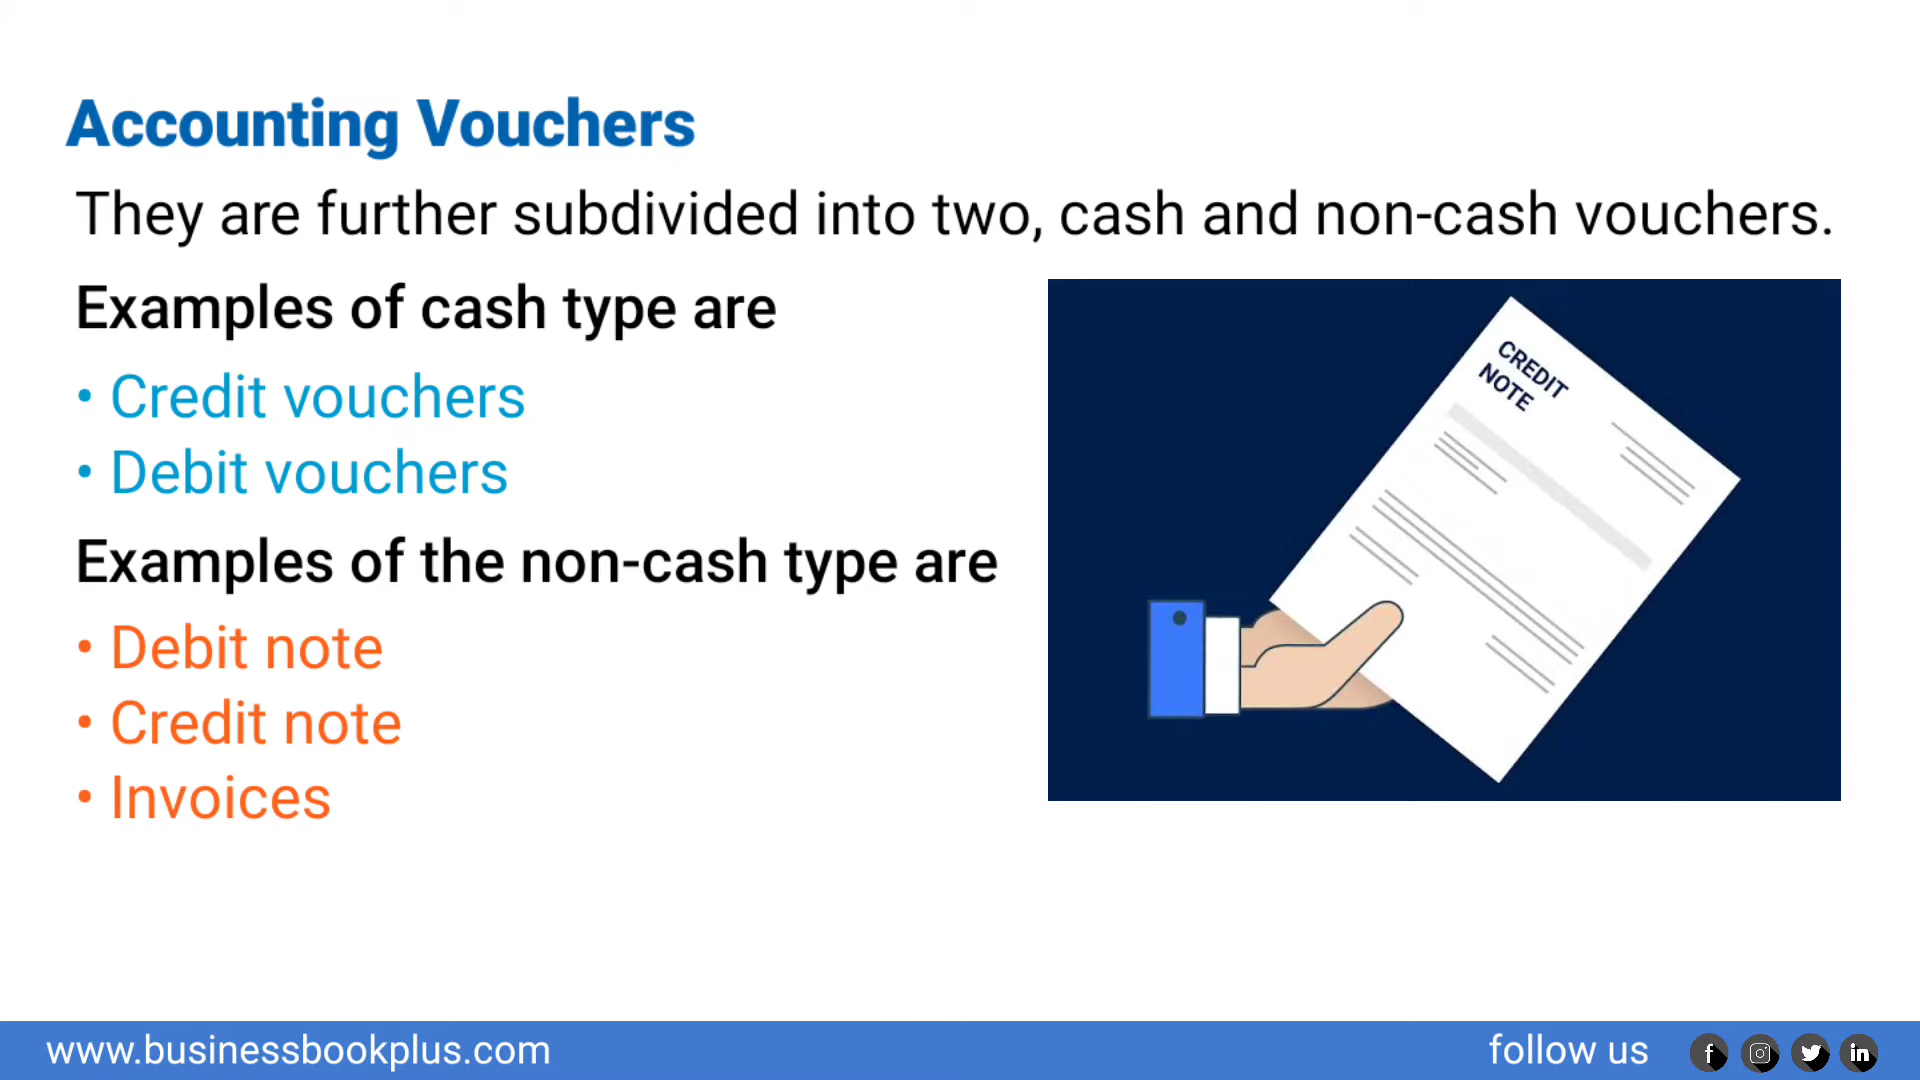 Accounting Vouchers
They are further subdivided into two, cash and non-cash vouchers.
Examples of cash type are
• Credit vouchers
• Debit vouchers
Examples of the non-cash type are
• Debit note
• Credit note
• Invoices
CREDIT
NOTE
www.businessbookplus.com
follow us